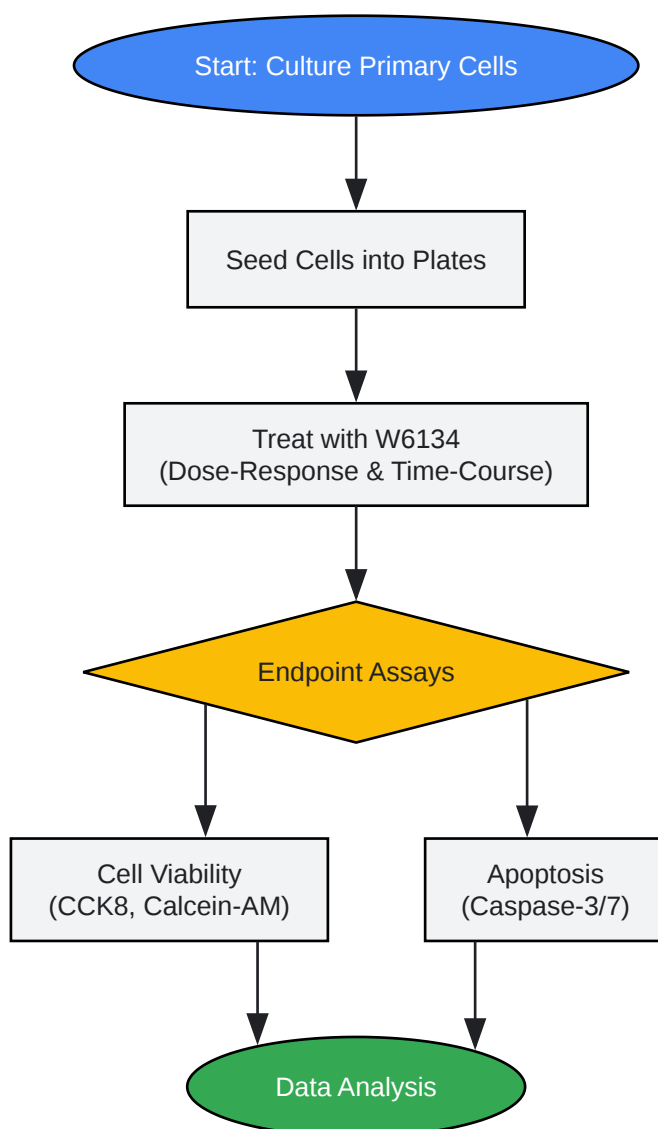 Start: Culture Primary Cells
Seed Cells into Plates
Treat with W6134
(Dose-Response & Time-Course)
Endpoint Assays
Cell Viability
(CCK8, Calcein-AM)
Apoptosis
(Caspase-3/7)
Data Analysis